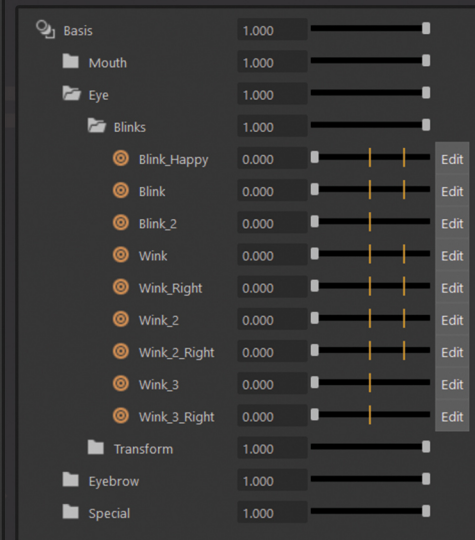 Basis 1.000
Mouth 1.000
Eye 1.000
Blinks 1.000
Blink_Happy 0.000 Edit
Blink 0.000 Edit
Blink_2 0.000 Edit
Wink 0.000 Edit
Wink_Right 0.000 Edit
Wink_2 0.000 Edit
Wink_2_Right 0.000 Edit
Wink_3 0.000 Edit
Wink_3_Right 0.000 Edit
Transform 1.000
Eyebrow 1.000
Special 1.000